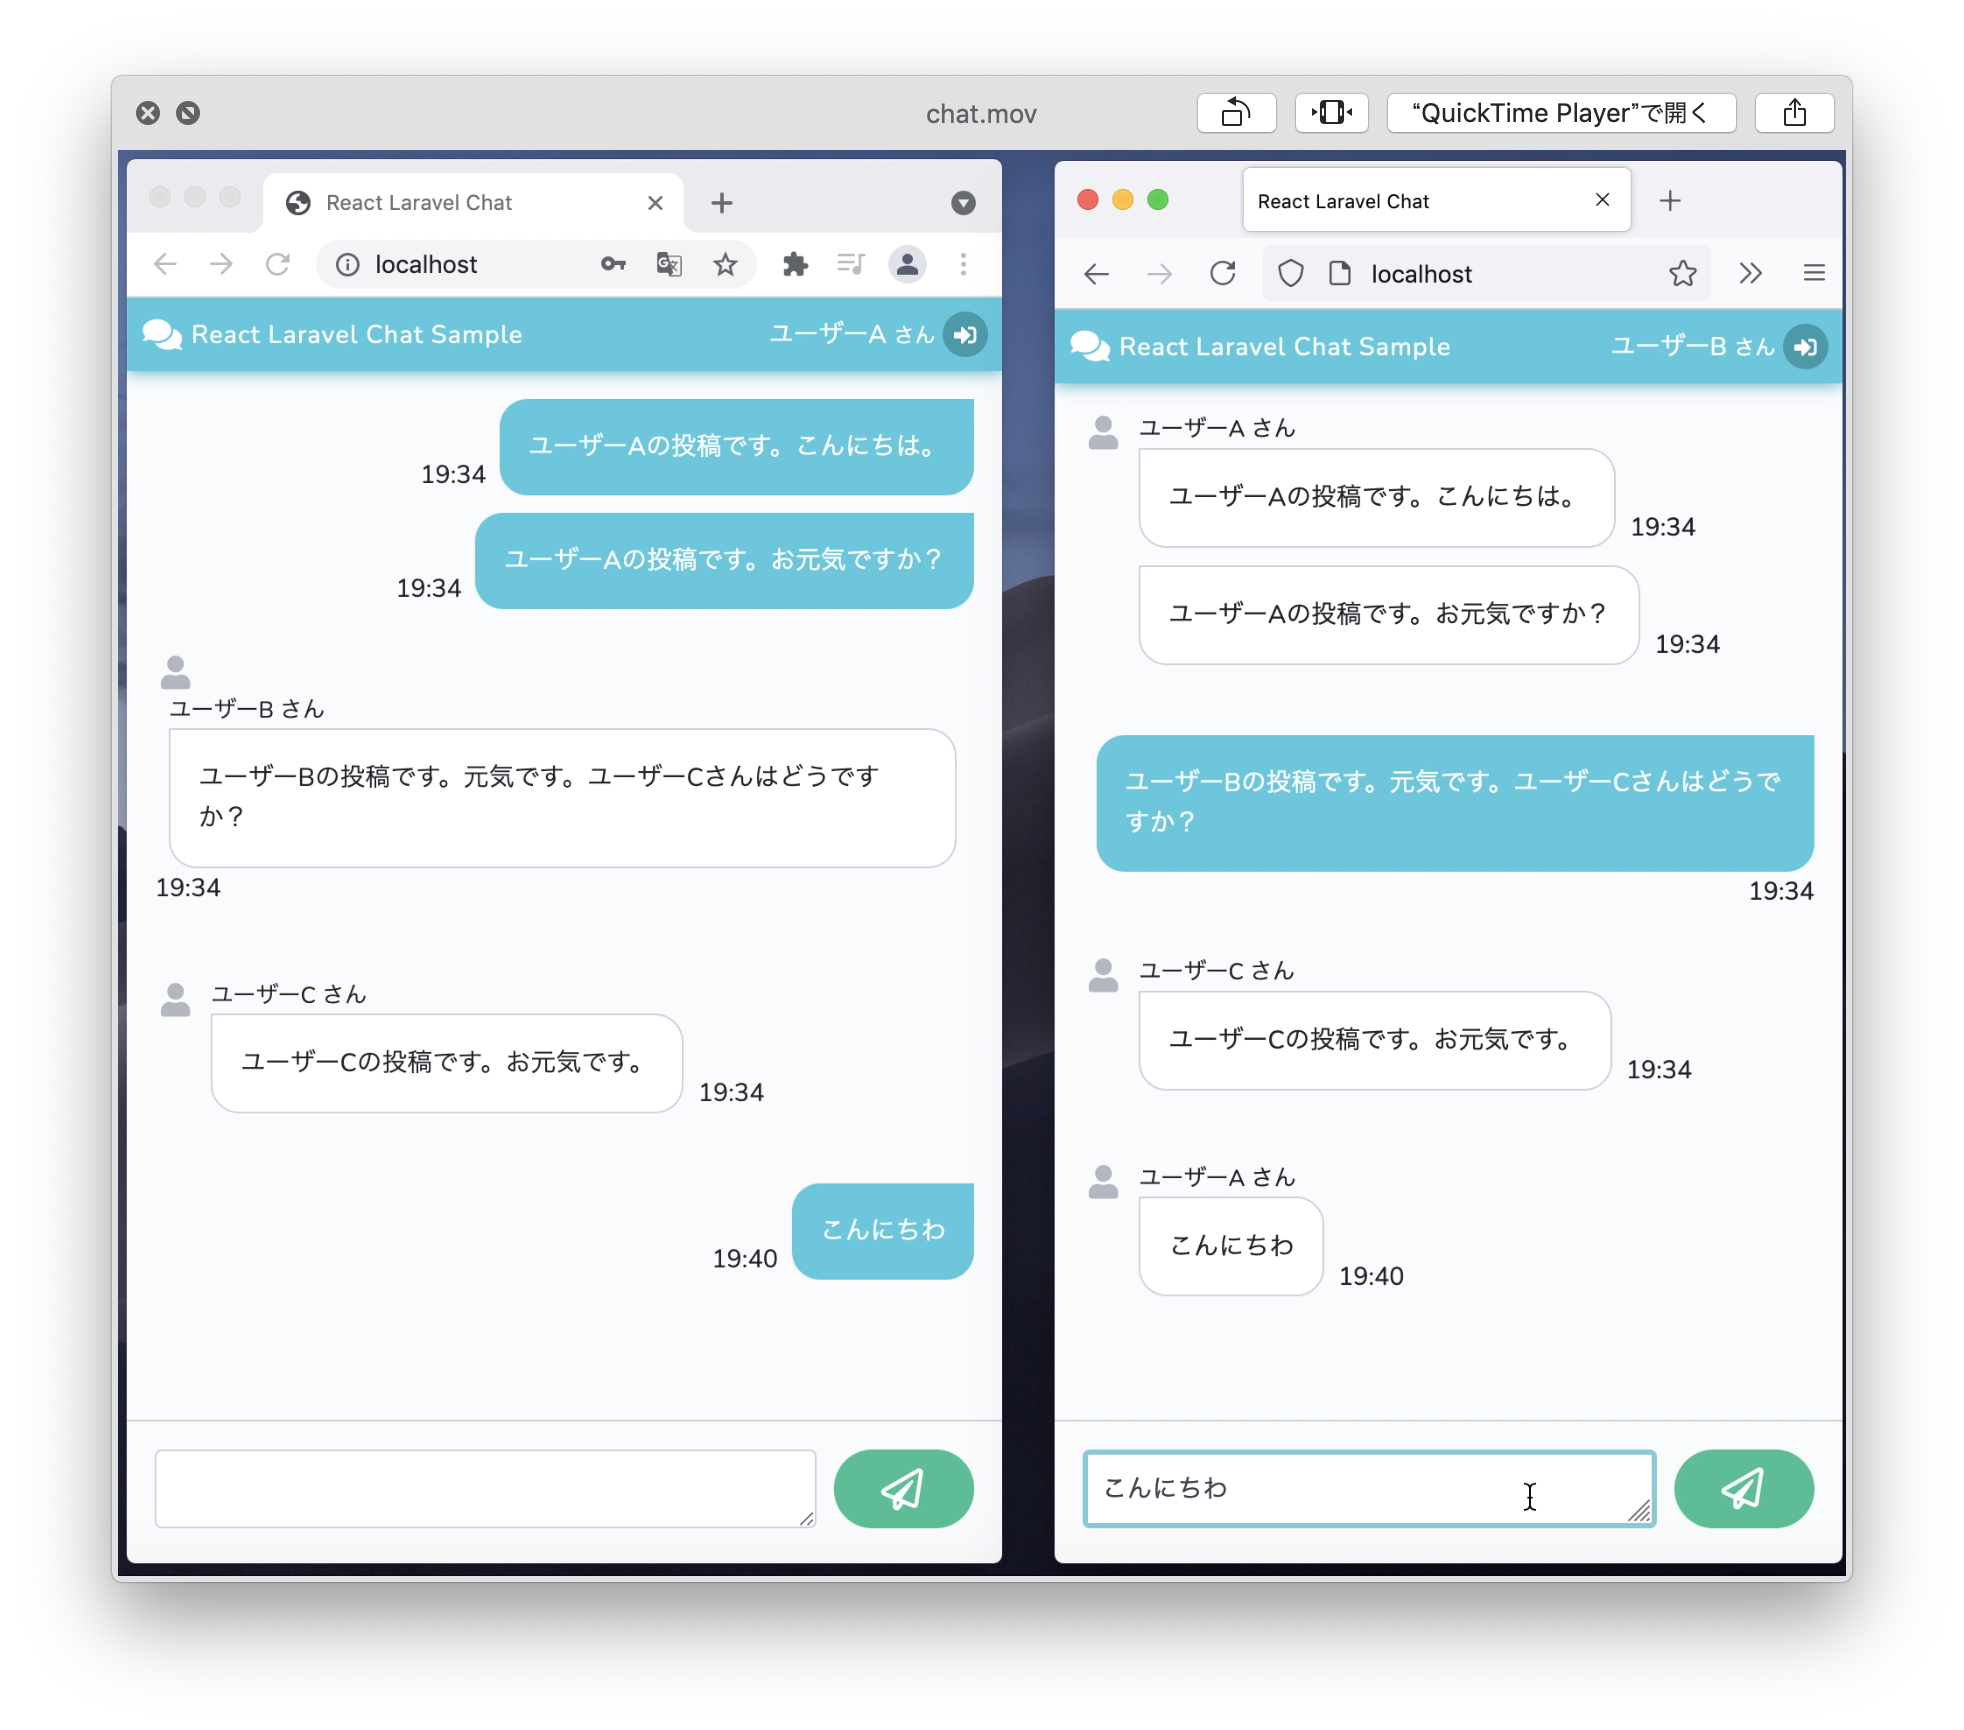 chat.mov
“QuickTime Player”で開く
React Laravel Chat
localhost
React Laravel Chat Sample
ユーザーA さん
ユーザーAの投稿です。こんにちは。
19:34
ユーザーAの投稿です。お元気ですか？
19:34
ユーザーB さん
ユーザーBの投稿です。元気です。ユーザーCさんはどうです
か？
19:34
ユーザーC さん
ユーザーCの投稿です。お元気です。
19:34
こんにちわ
19:40
React Laravel Chat
localhost
React Laravel Chat Sample
ユーザーB さん
ユーザーA さん
ユーザーAの投稿です。こんにちは。
19:34
ユーザーAの投稿です。お元気ですか？
19:34
ユーザーBの投稿です。元気です。ユーザーCさんはどうで
すか？
19:34
ユーザーC さん
ユーザーCの投稿です。お元気です。
19:34
ユーザーA さん
こんにちわ
19:40
こんにちわ